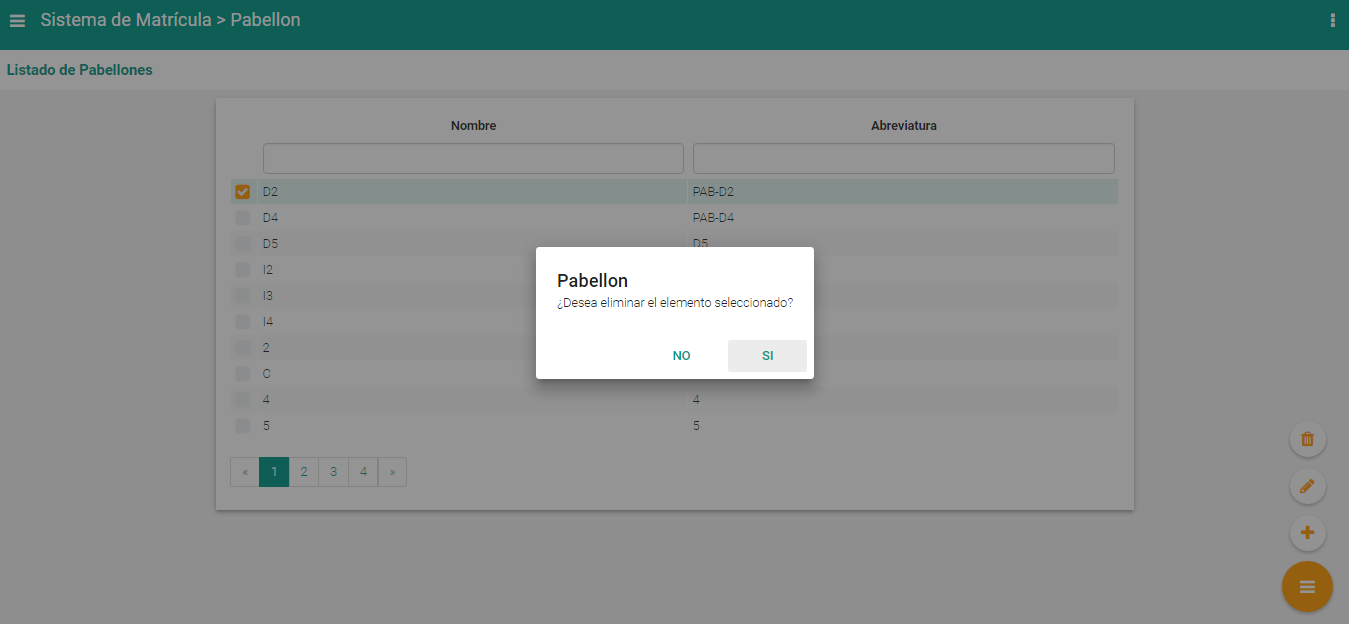 Sistema de Matrícula > Pabellon
Listado de Pabellones
Nombre Abreviatura
D2 PAB-D2
D4 PAB-D4
D5 D5
I2
I3
I4
2
C
4 4
5 5
Pabellon
¿Desea eliminar el elemento seleccionado?
NO SI
« 1 2 3 4 »